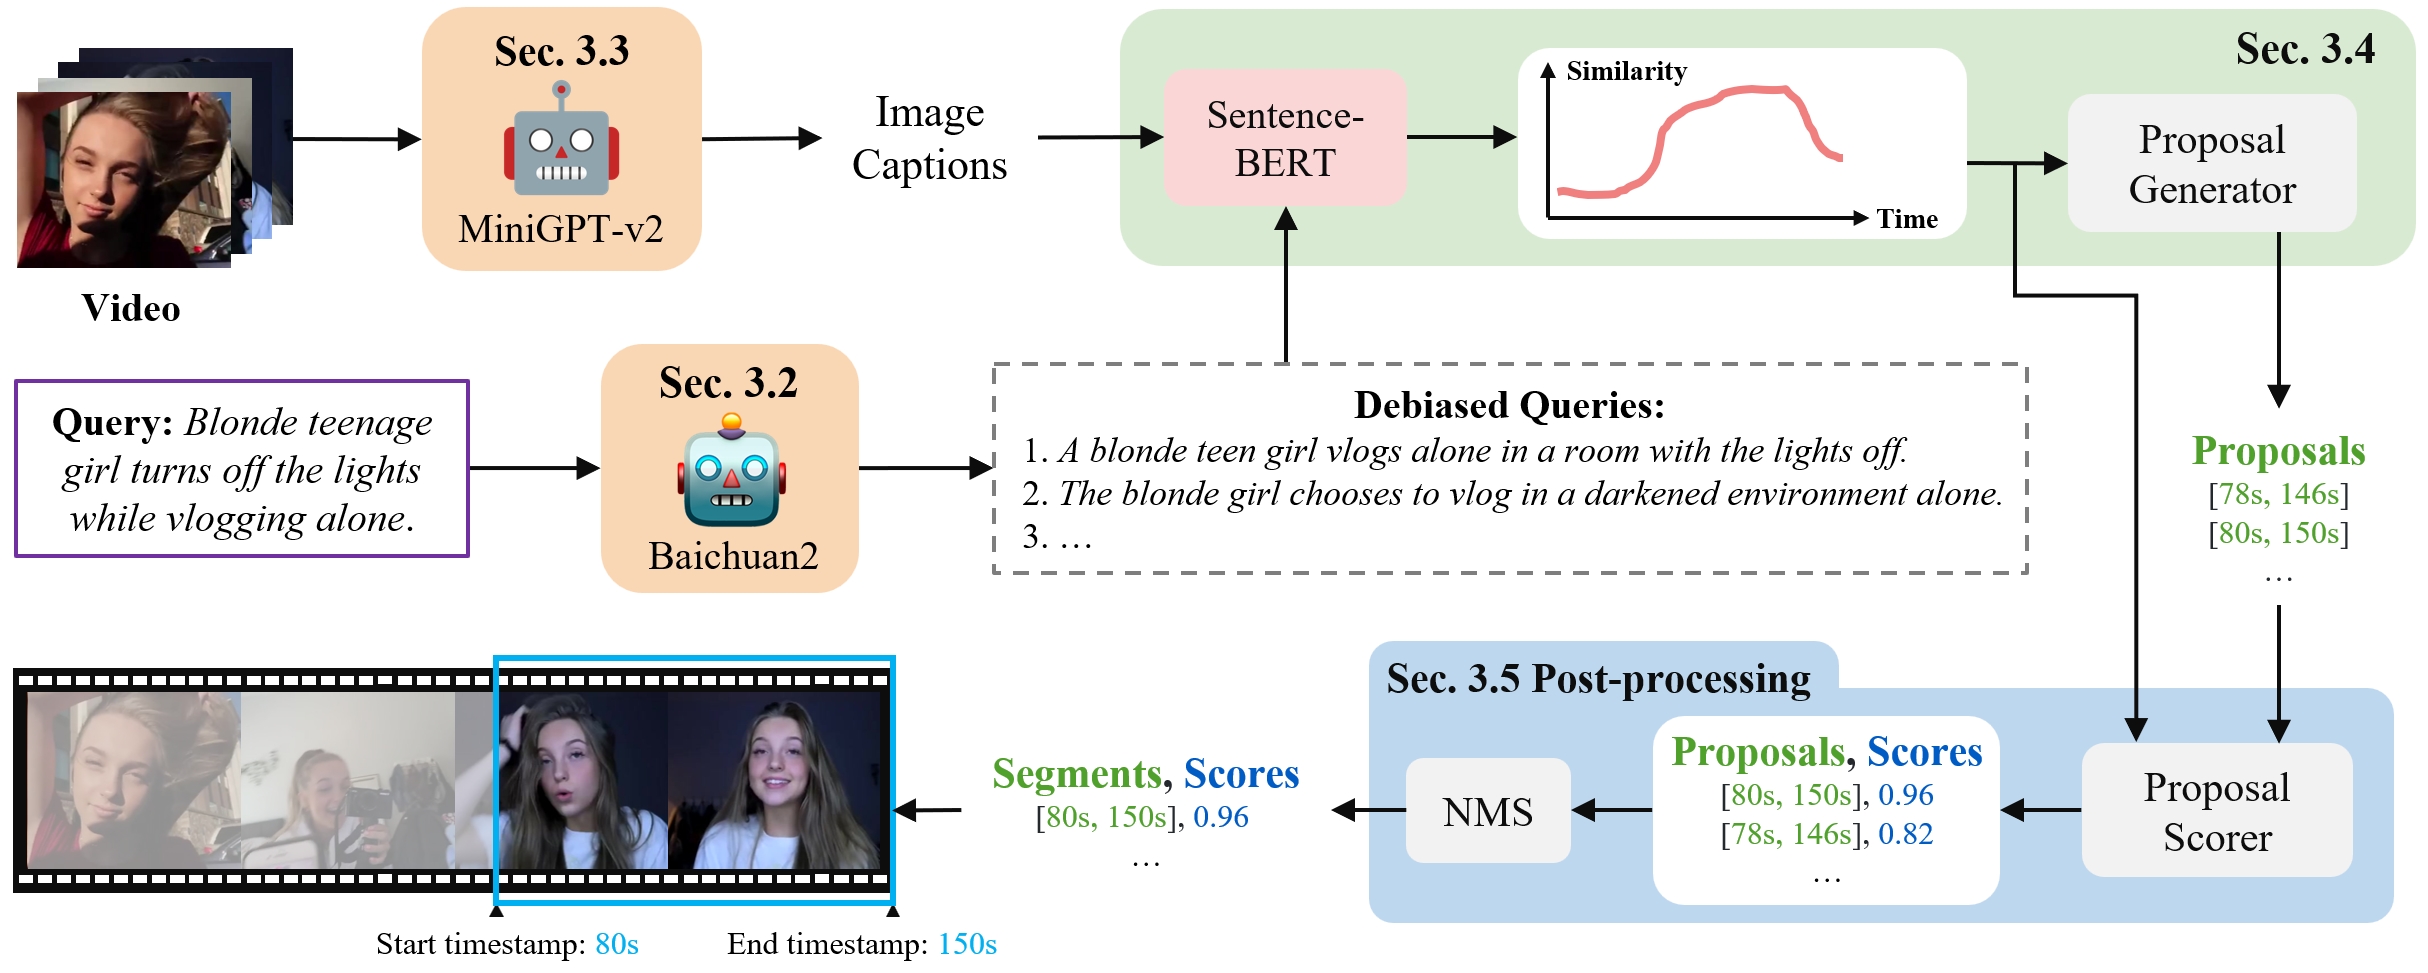 Sec. 3.3
MiniGPT-v2
Video
Image
Captions
Sec. 3.4
Sentence-
BERT
Similarity
Time
Proposal
Generator
Query: Blonde teenage
girl turns off the lights
while vlogging alone.
Sec. 3.2
Baichuan2
Debiased Queries:
1. A blonde teen girl vlogs alone in a room with the lights off.
2. The blonde girl chooses to vlog in a darkened environment alone.
3. …
Proposals
[78s, 146s]
[80s, 150s]
…
Sec. 3.5 Post-processing
Proposal
Scorer
Proposals, Scores
[80s, 150s], 0.96
[78s, 146s], 0.82
…
NMS
Segments, Scores
[80s, 150s], 0.96
…
Start timestamp: 80s
End timestamp: 150s